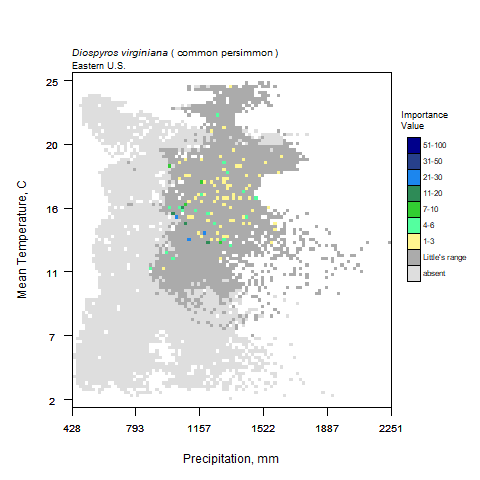 Diospyros virginiana ( common persimmon )
Eastern U.S.
25
20
16
11
7
2
Mean Temperature, C
428 793 1157 1522 1887 2251
Precipitation, mm
Importance
Value
51-100
31-50
21-30
11-20
7-10
4-6
1-3
Little's range
absent